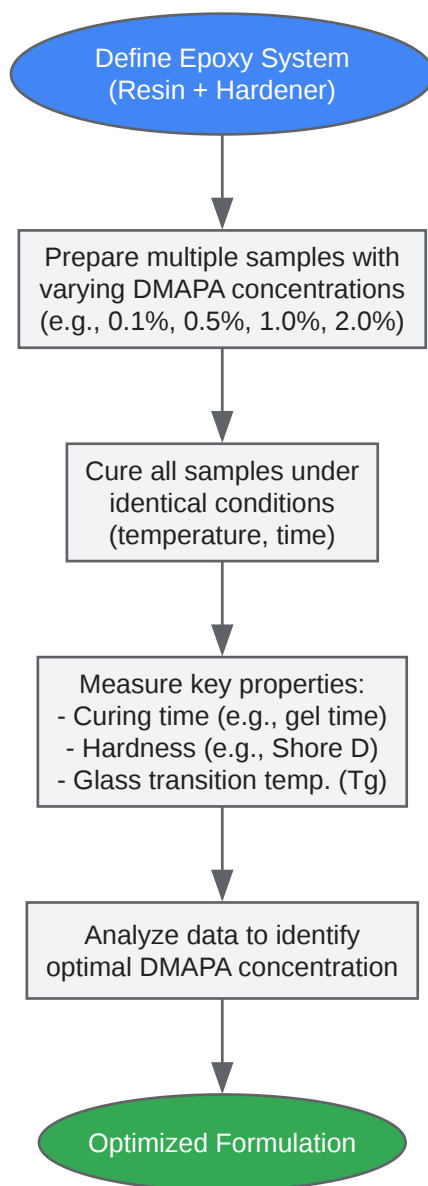 Define Epoxy System
(Resin + Hardener)
Prepare multiple samples with
varying DMAPA concentrations
(e.g., 0.1%, 0.5%, 1.0%, 2.0%)
Cure all samples under
identical conditions
(temperature, time)
Measure key properties:
- Curing time (e.g., gel time)
- Hardness (e.g., Shore D)
- Glass transition temp. (Tg)
Analyze data to identify
optimal DMAPA concentration
Optimized Formulation